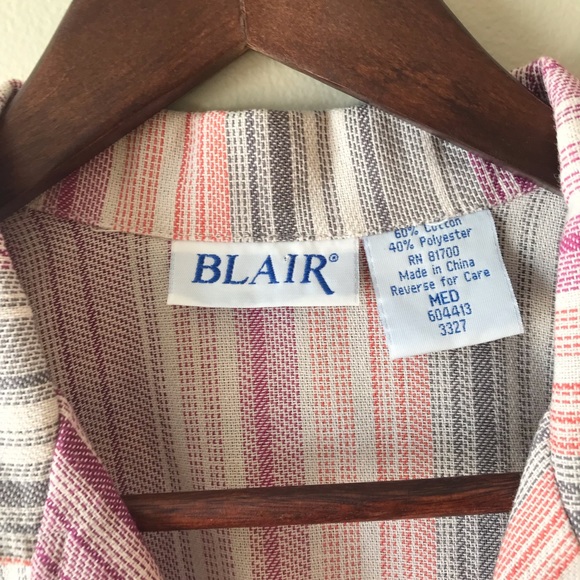 BLAIR®
60% Cotton
40% Polyester
RN 81700
Made in China
Reverse for Care
MED
604413
3327